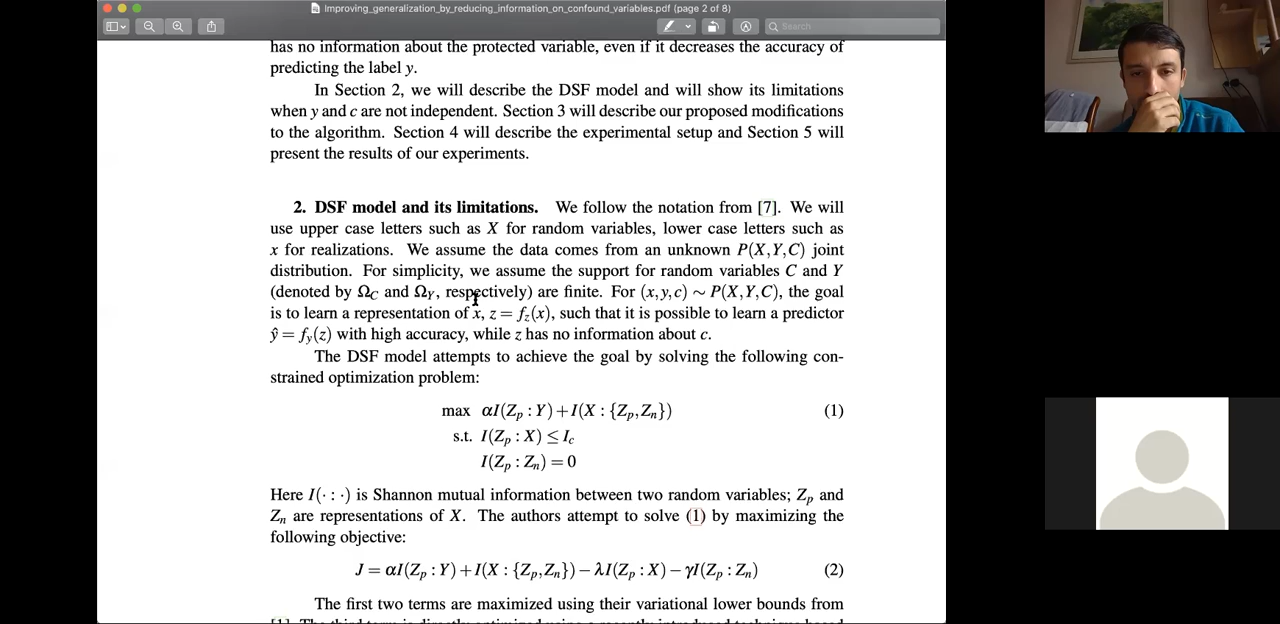 Improving_generalization_by_reducing_information_on_confound_variables.pdf (page 2 of 8)
Search
has no information about the protected variable, even if it decreases the accuracy of
predicting the label y.
In Section 2, we will describe the DSF model and will show its limitations
when y and c are not independent. Section 3 will describe our proposed modifications
to the algorithm. Section 4 will describe the experimental setup and Section 5 will
present the results of our experiments.
2. DSF model and its limitations. We follow the notation from [7]. We will
use upper case letters such as X for random variables, lower case letters such as
x for realizations. We assume the data comes from an unknown P(X,Y,C) joint
distribution. For simplicity, we assume the support for random variables C and Y
(denoted by Ω_C and Ω_Y, respectively) are finite. For (x,y,c) ∼ P(X,Y,C), the goal
is to learn a representation of x, z = f_z(x), such that it is possible to learn a predictor
ŷ = f_y(z) with high accuracy, while z has no information about c.
The DSF model attempts to achieve the goal by solving the following con-
strained optimization problem:
max αI(Z_p : Y) + I(X : {Z_p, Z_n}) (1)
s.t. I(Z_p : X) ≤ I_c
I(Z_p : Z_n) = 0
Here I(· : ·) is Shannon mutual information between two random variables; Z_p and
Z_n are representations of X. The authors attempt to solve (1) by maximizing the
following objective:
J = αI(Z_p : Y) + I(X : {Z_p, Z_n}) − λI(Z_p : X) − γI(Z_p : Z_n) (2)
The first two terms are maximized using their variational lower bounds from